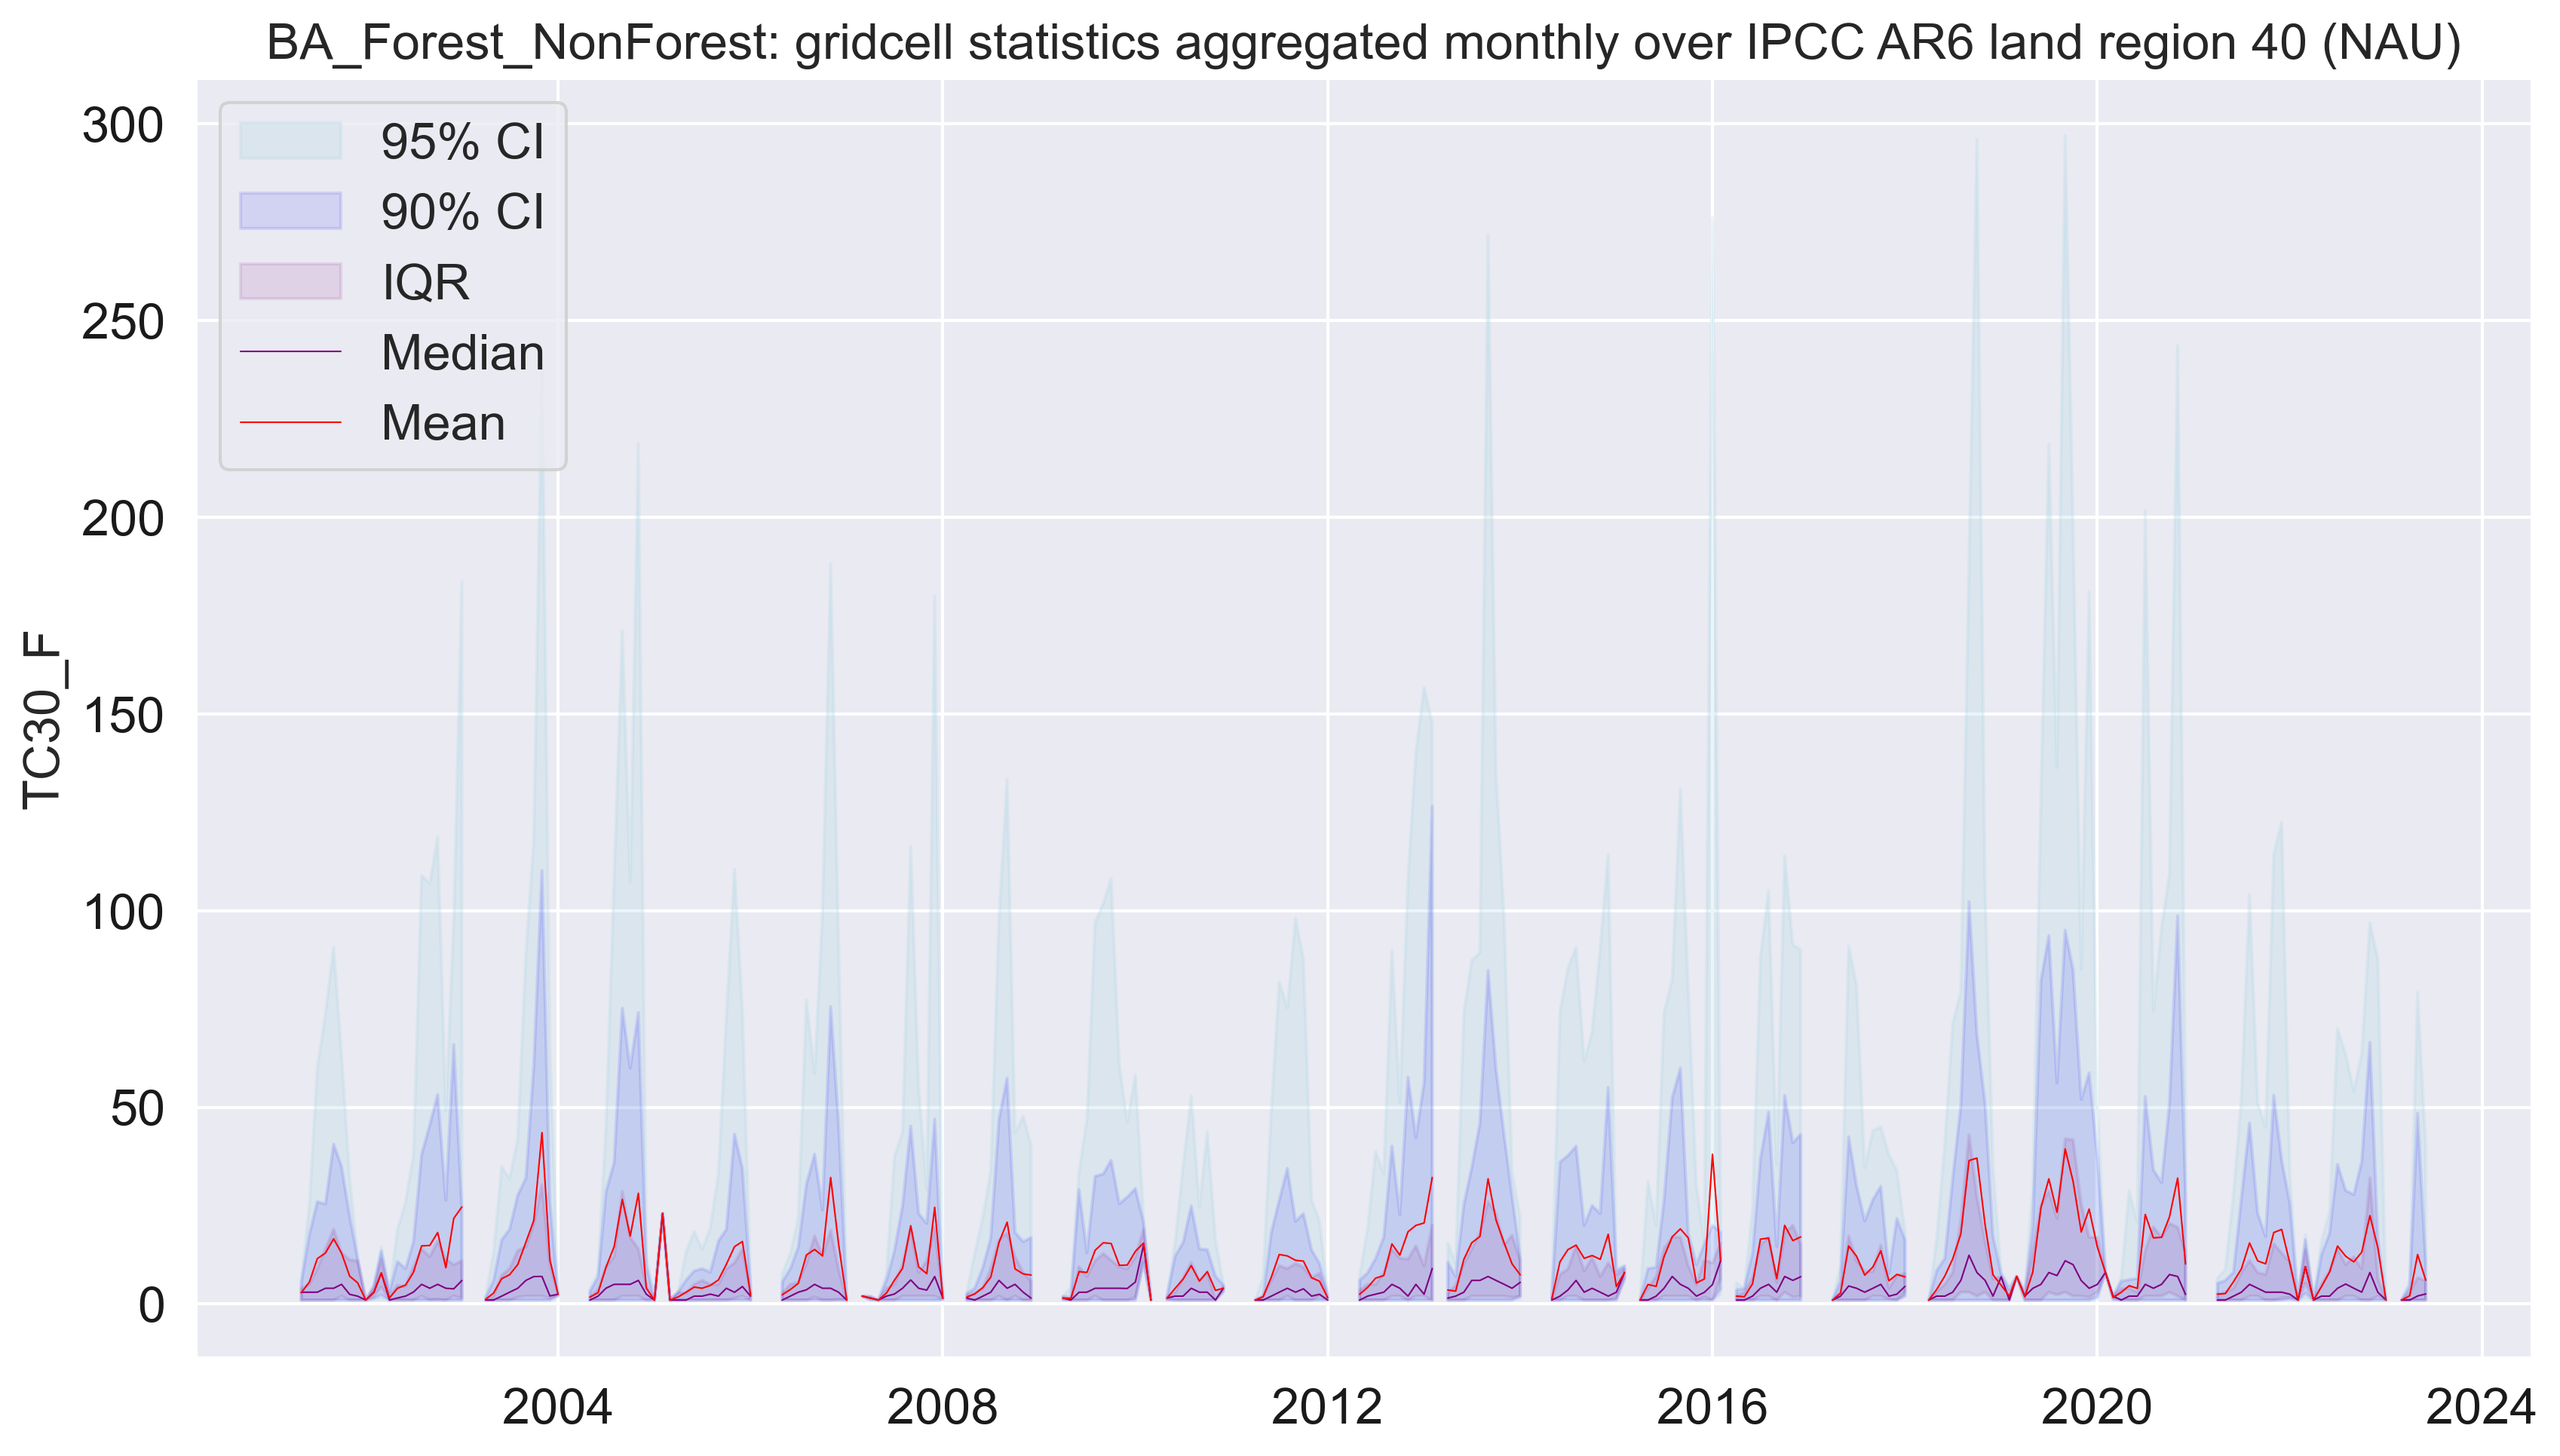 BA_Forest_NonForest: gridcell statistics aggregated monthly over IPCC AR6 land region 40 (NAU)
95% CI
90% CI
IQR
Median
Mean
TC30_F
300
250
200
150
100
50
0
2004
2008
2012
2016
2020
2024